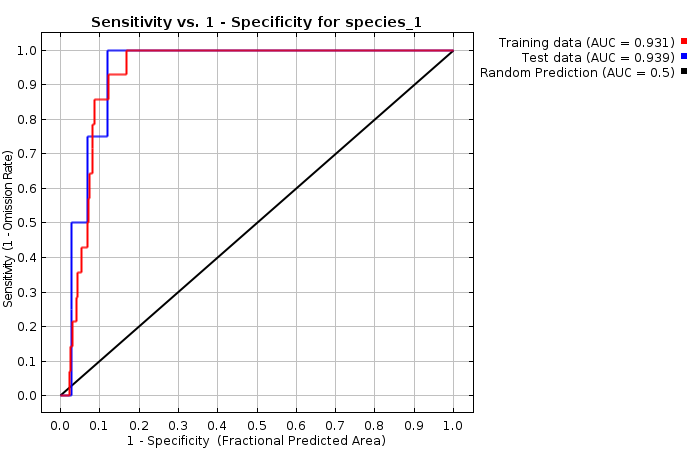 Sensitivity vs. 1 - Specificity for species_1
Training data (AUC = 0.931)
Test data (AUC = 0.939)
Random Prediction (AUC = 0.5)
Sensitivity (1 - Omission Rate)
1.0
0.9
0.8
0.7
0.6
0.5
0.4
0.3
0.2
0.1
0.0
0.0 0.1 0.2 0.3 0.4 0.5 0.6 0.7 0.8 0.9 1.0
1 - Specificity (Fractional Predicted Area)